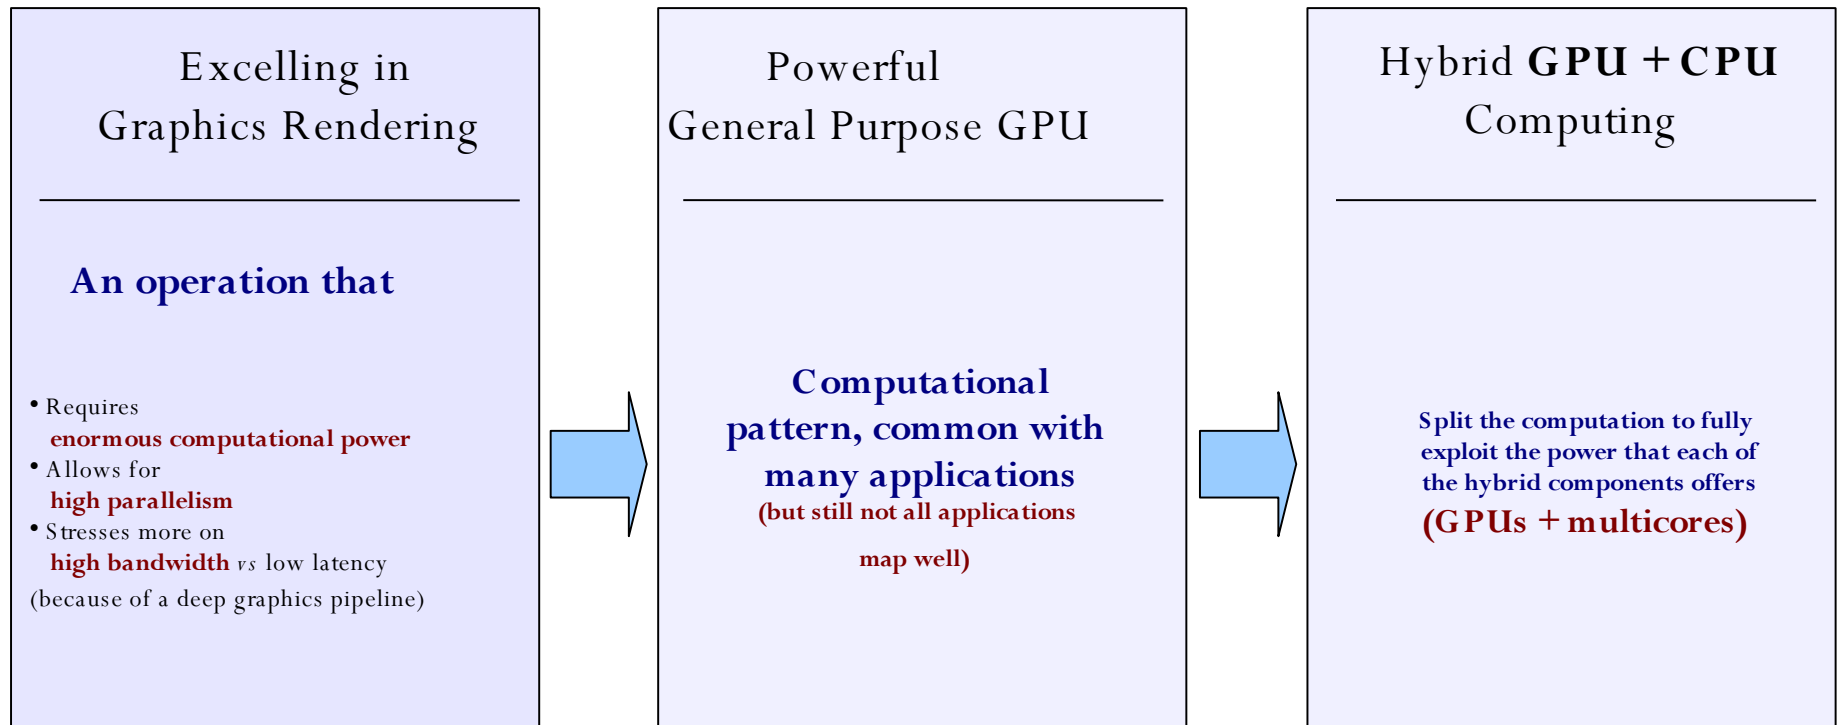 Excelling in
Graphics Rendering
An operation that
• Requires
enormous computational power
• Allows for
high parallelism
• Stresses more on
high bandwidth vs low latency
(because of a deep graphics pipeline)
Powerful
General Purpose GPU
Computational
pattern, common with
many applications
(but still not all applications
map well)
Hybrid GPU + CPU
Computing
Split the computation to fully
exploit the power that each of
the hybrid components offers
(GPUs + multicores)